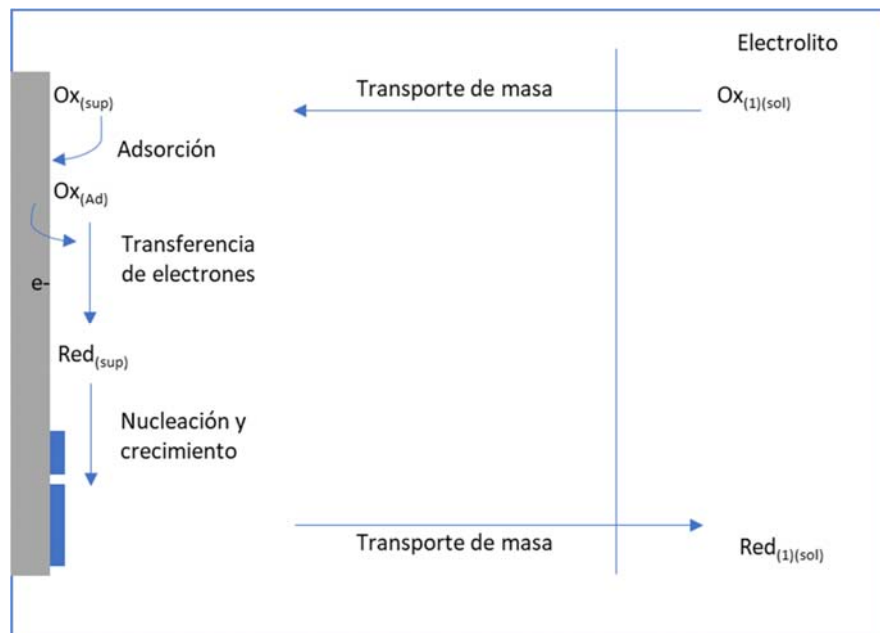 Electrolito
Ox(sup)
Transporte de masa
Ox(1)(sol)
Adsorción
Ox(Ad)
Transferencia
de electrones
e-
Red(sup)
Nucleación y
crecimiento
Transporte de masa
Red(1)(sol)